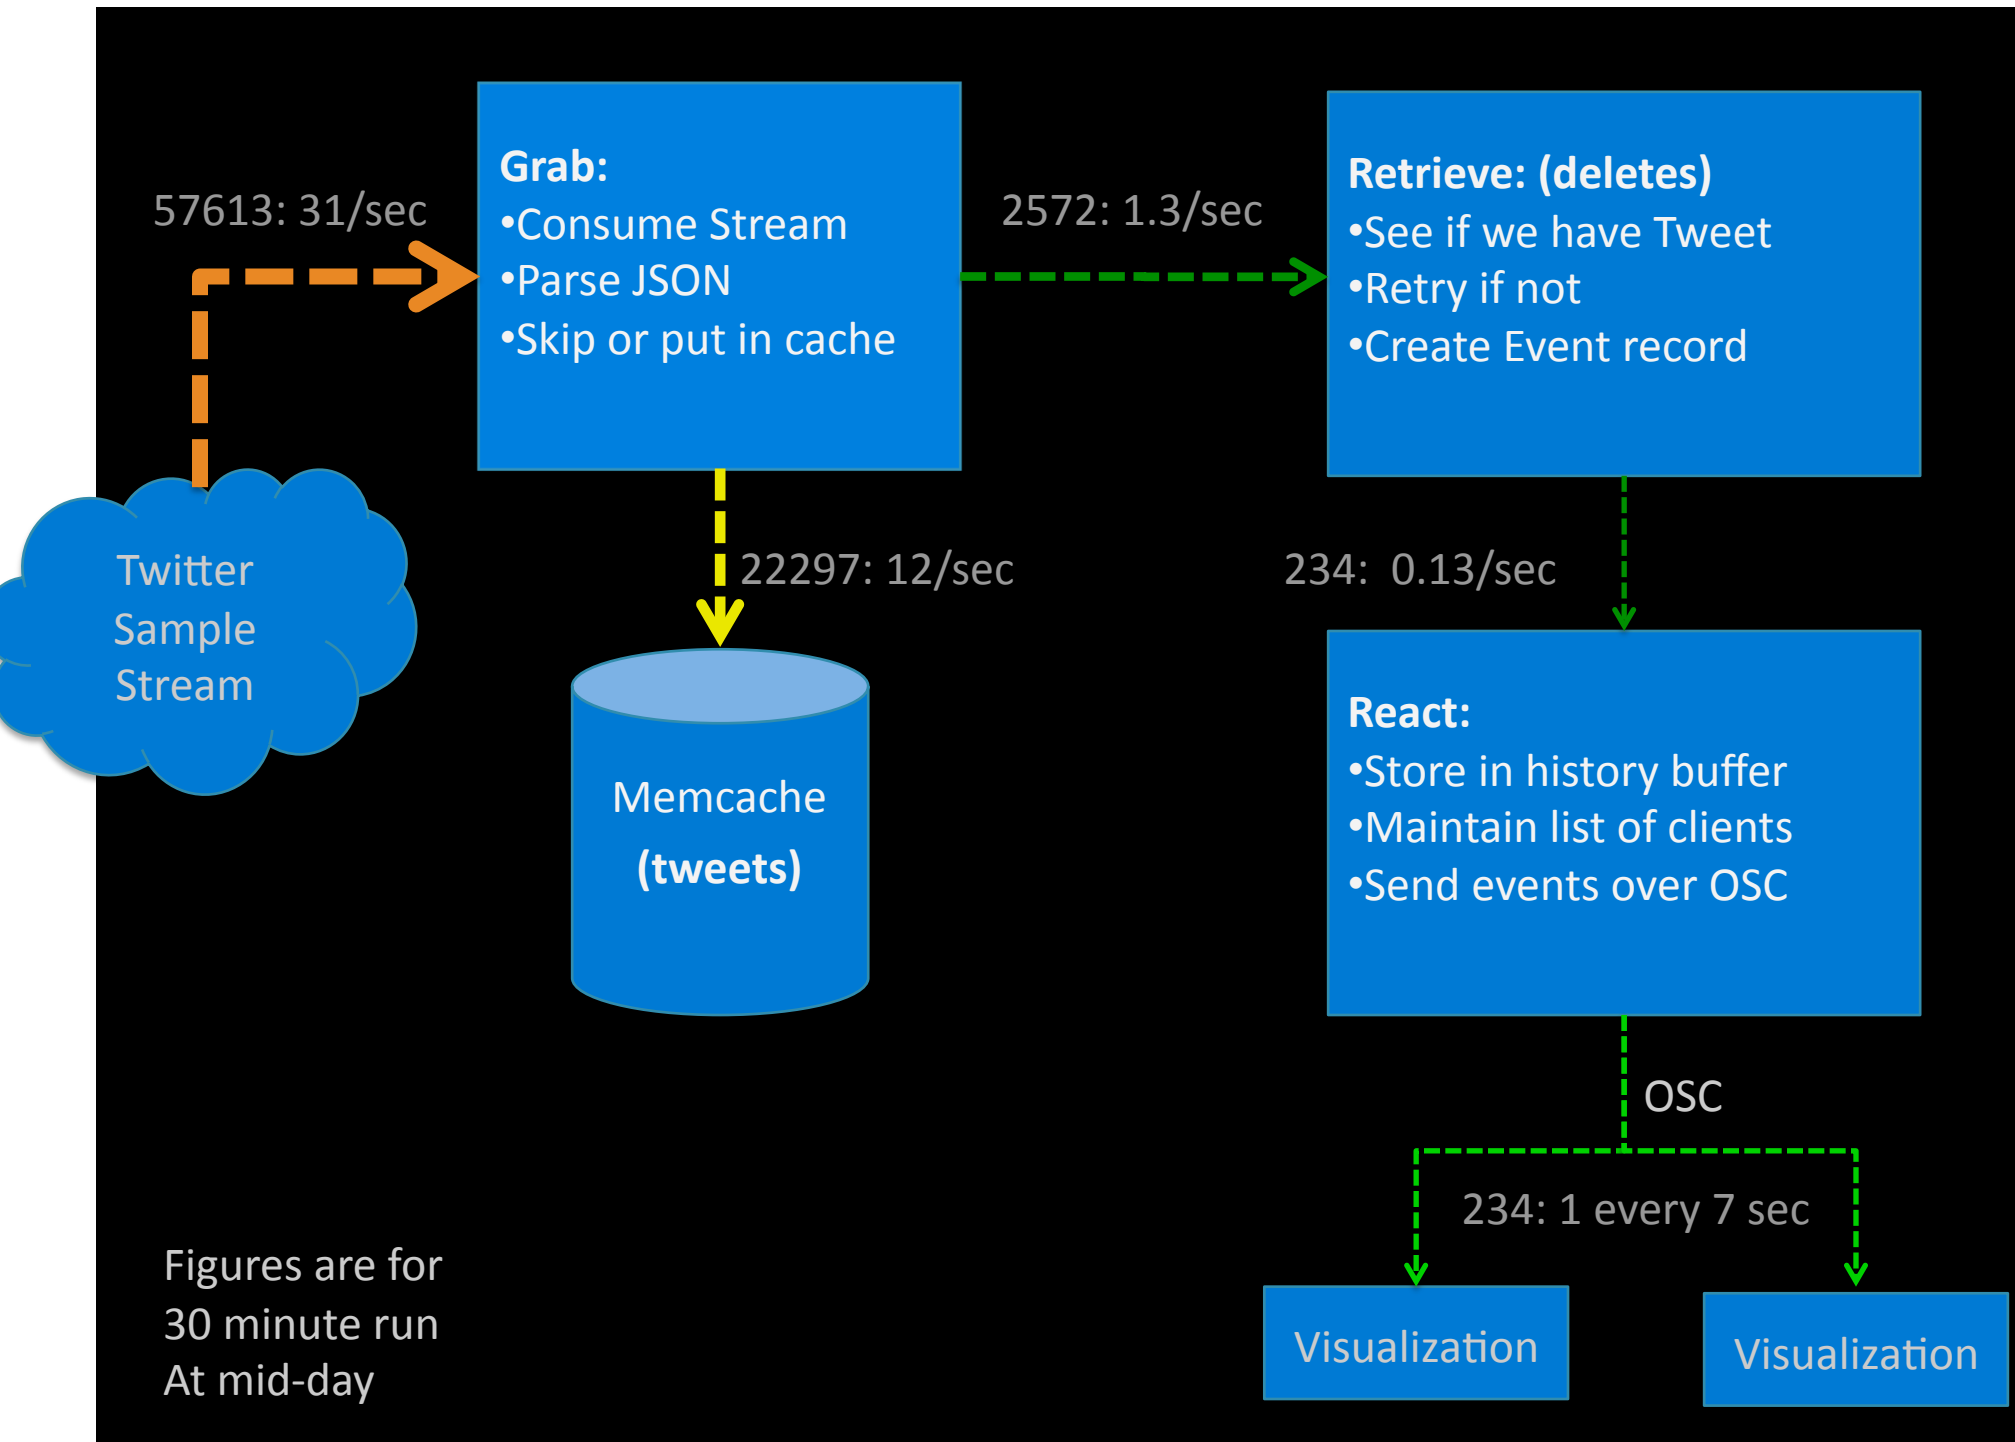 57613: 31/sec
Grab:
•Consume Stream
•Parse JSON
•Skip or put in cache
2572: 1.3/sec
Retrieve: (deletes)
•See if we have Tweet
•Retry if not
•Create Event record
Twitter
Sample
Stream
22297: 12/sec
234:  0.13/sec
Memcache
(tweets)
React:
•Store in history buffer
•Maintain list of clients
•Send events over OSC
OSC
234: 1 every 7 sec
Visualization
Visualization
Figures are for
30 minute run
At mid-day